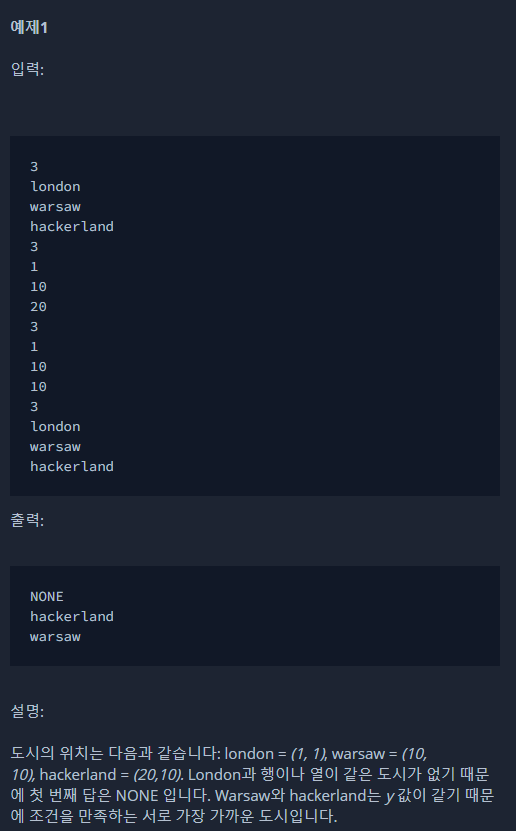 예제1
입력:
3
london
warsaw
hackerland
3
1
10
20
3
1
10
10
3
london
warsaw
hackerland
출력:
NONE
hackerland
warsaw
설명:
도시의 위치는 다음과 같습니다: london = (1, 1), warsaw = (10,
10), hackerland = (20,10). London과 행이나 열이 같은 도시가 없기 때문
에 첫 번째 답은 NONE 입니다. Warsaw와 hackerland는 y 값이 같기 때문
에 조건을 만족하는 서로 가장 가까운 도시입니다.